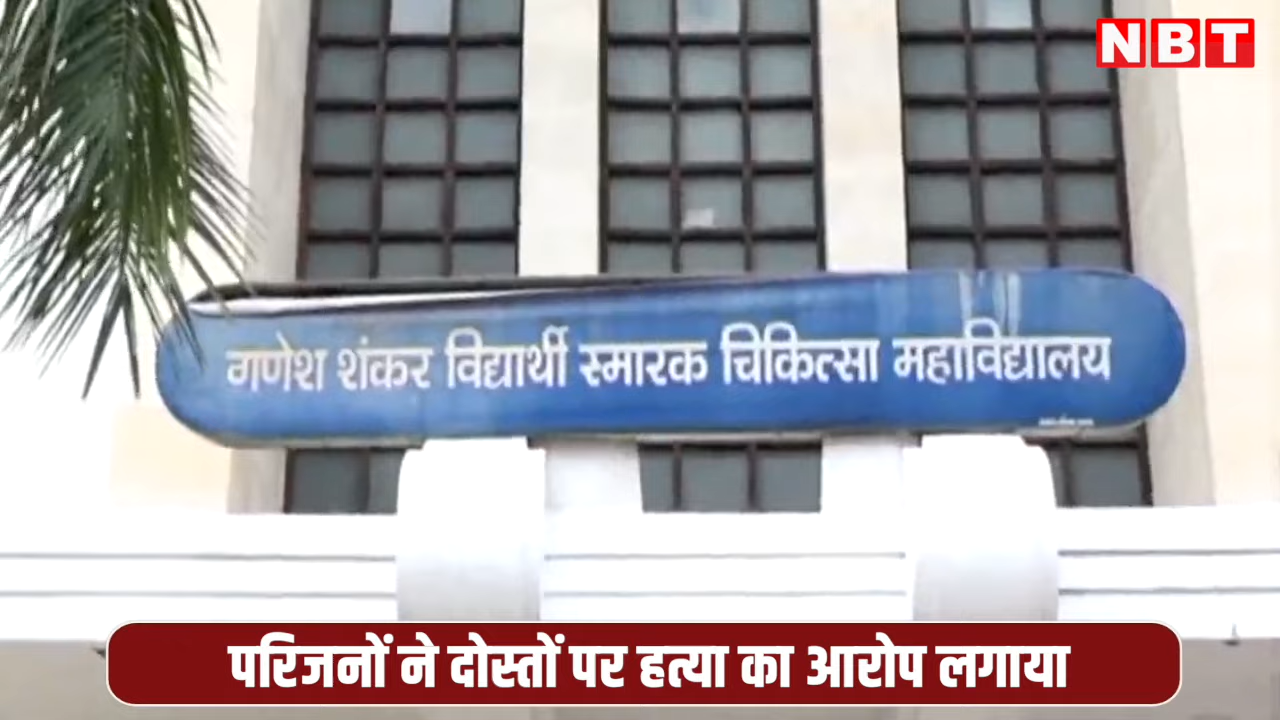 NBT
गणेश शंकर विद्यार्थी स्मारक चिकित्सा महाविद्यालय
परिजनों ने दोस्तों पर हत्या का आरोप लगाया